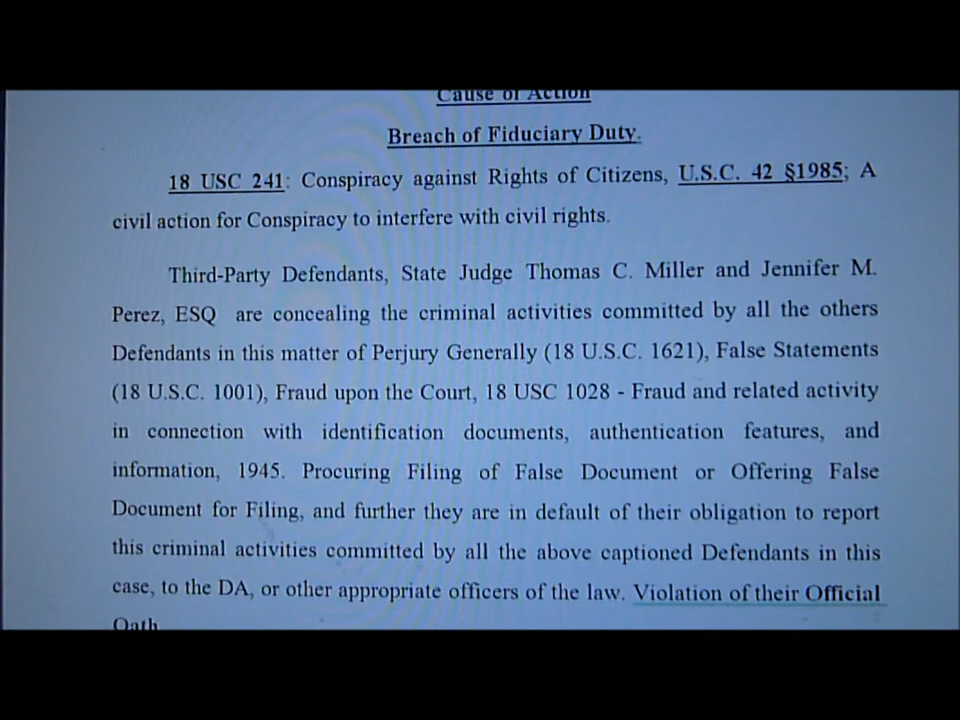 Cause of Action
Breach of Fiduciary Duty.
18 USC 241: Conspiracy against Rights of Citizens, U.S.C. 42 §1985; A
civil action for Conspiracy to interfere with civil rights.
Third-Party Defendants, State Judge Thomas C. Miller and Jennifer M.
Perez, ESQ are concealing the criminal activities committed by all the others
Defendants in this matter of Perjury Generally (18 U.S.C. 1621), False Statements
(18 U.S.C. 1001), Fraud upon the Court, 18 USC 1028 - Fraud and related activity
in connection with identification documents, authentication features, and
information, 1945. Procuring Filing of False Document or Offering False
Document for Filing, and further they are in default of their obligation to report
this criminal activities committed by all the above captioned Defendants in this
case, to the DA, or other appropriate officers of the law. Violation of their Official
Oath